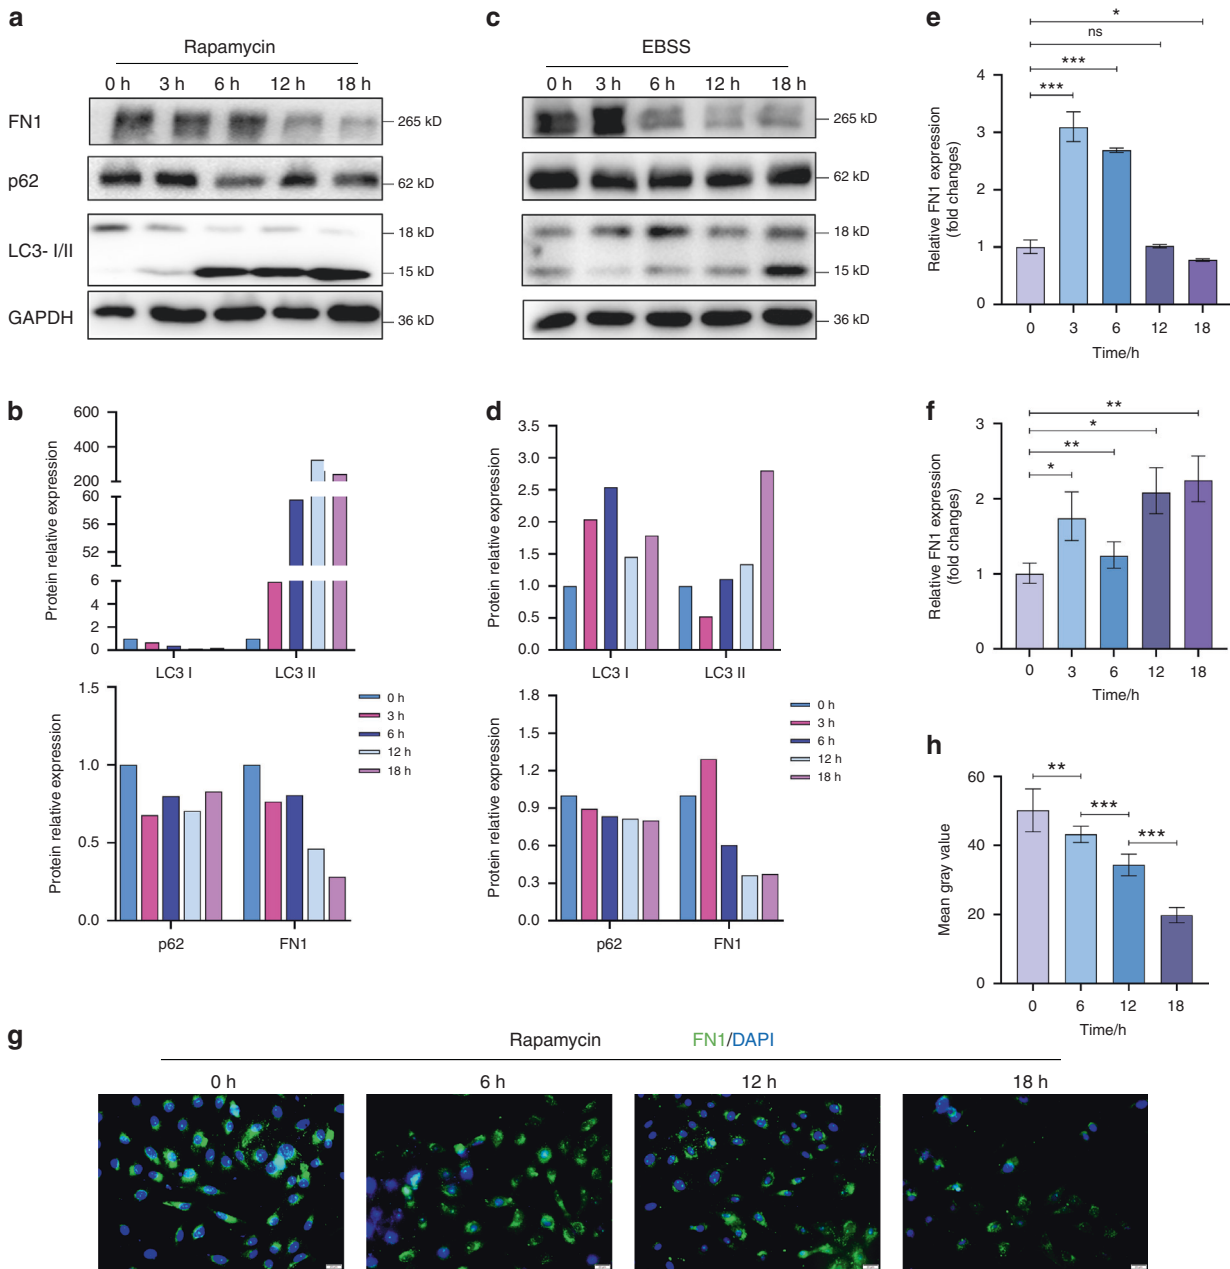 a
Rapamycin
0 h 3 h 6 h 12 h 18 h
FN1
265 kD
p62
62 kD
LC3- I/II
18 kD
15 kD
GAPDH
36 kD
c
EBSS
0 h 3 h 6 h 12 h 18 h
265 kD
62 kD
18 kD
15 kD
36 kD
e
Relative FN1 expression
(fold changes)
4
3
2
1
0
*
ns
***
***
0 3 6 12 18
Time/h
b
Protein relative expression
600
400
200
60
56
52
6
4
2
0
LC3 I LC3 II
Protein relative expression
1.5
1.0
0.5
0.0
p62 FN1
0 h
3 h
6 h
12 h
18 h
d
Protein relative expression
3.5
3.0
2.5
2.0
1.5
1.0
0.5
0.0
LC3 I LC3 II
Protein relative expression
1.8
1.5
1.2
0.9
0.6
0.3
0.0
p62 FN1
0 h
3 h
6 h
12 h
18 h
f
Relative FN1 expression
(fold changes)
3
2
1
0
**
*
**
*
0 3 6 12 18
Time/h
h
Mean gray value
60
40
20
0
**
***
***
0 6 12 18
Time/h
g
Rapamycin FN1/DAPI
0 h 6 h 12 h 18 h